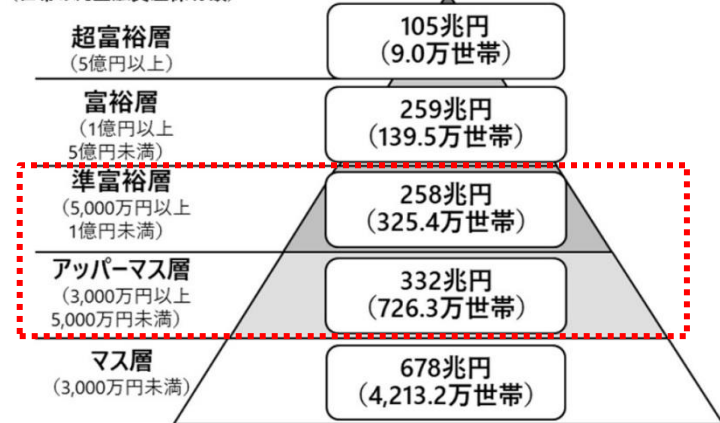 超富裕層
（5億円以上）
105兆円
（9.0万世帯）
富裕層
（1億円以上
5億円未満）
259兆円
（139.5万世帯）
準富裕層
（5,000万円以上
1億円未満）
258兆円
（325.4万世帯）
アッパーマス層
（3,000万円以上
5,000万円未満）
332兆円
（726.3万世帯）
マス層
（3,000万円未満）
678兆円
（4,213.2万世帯）